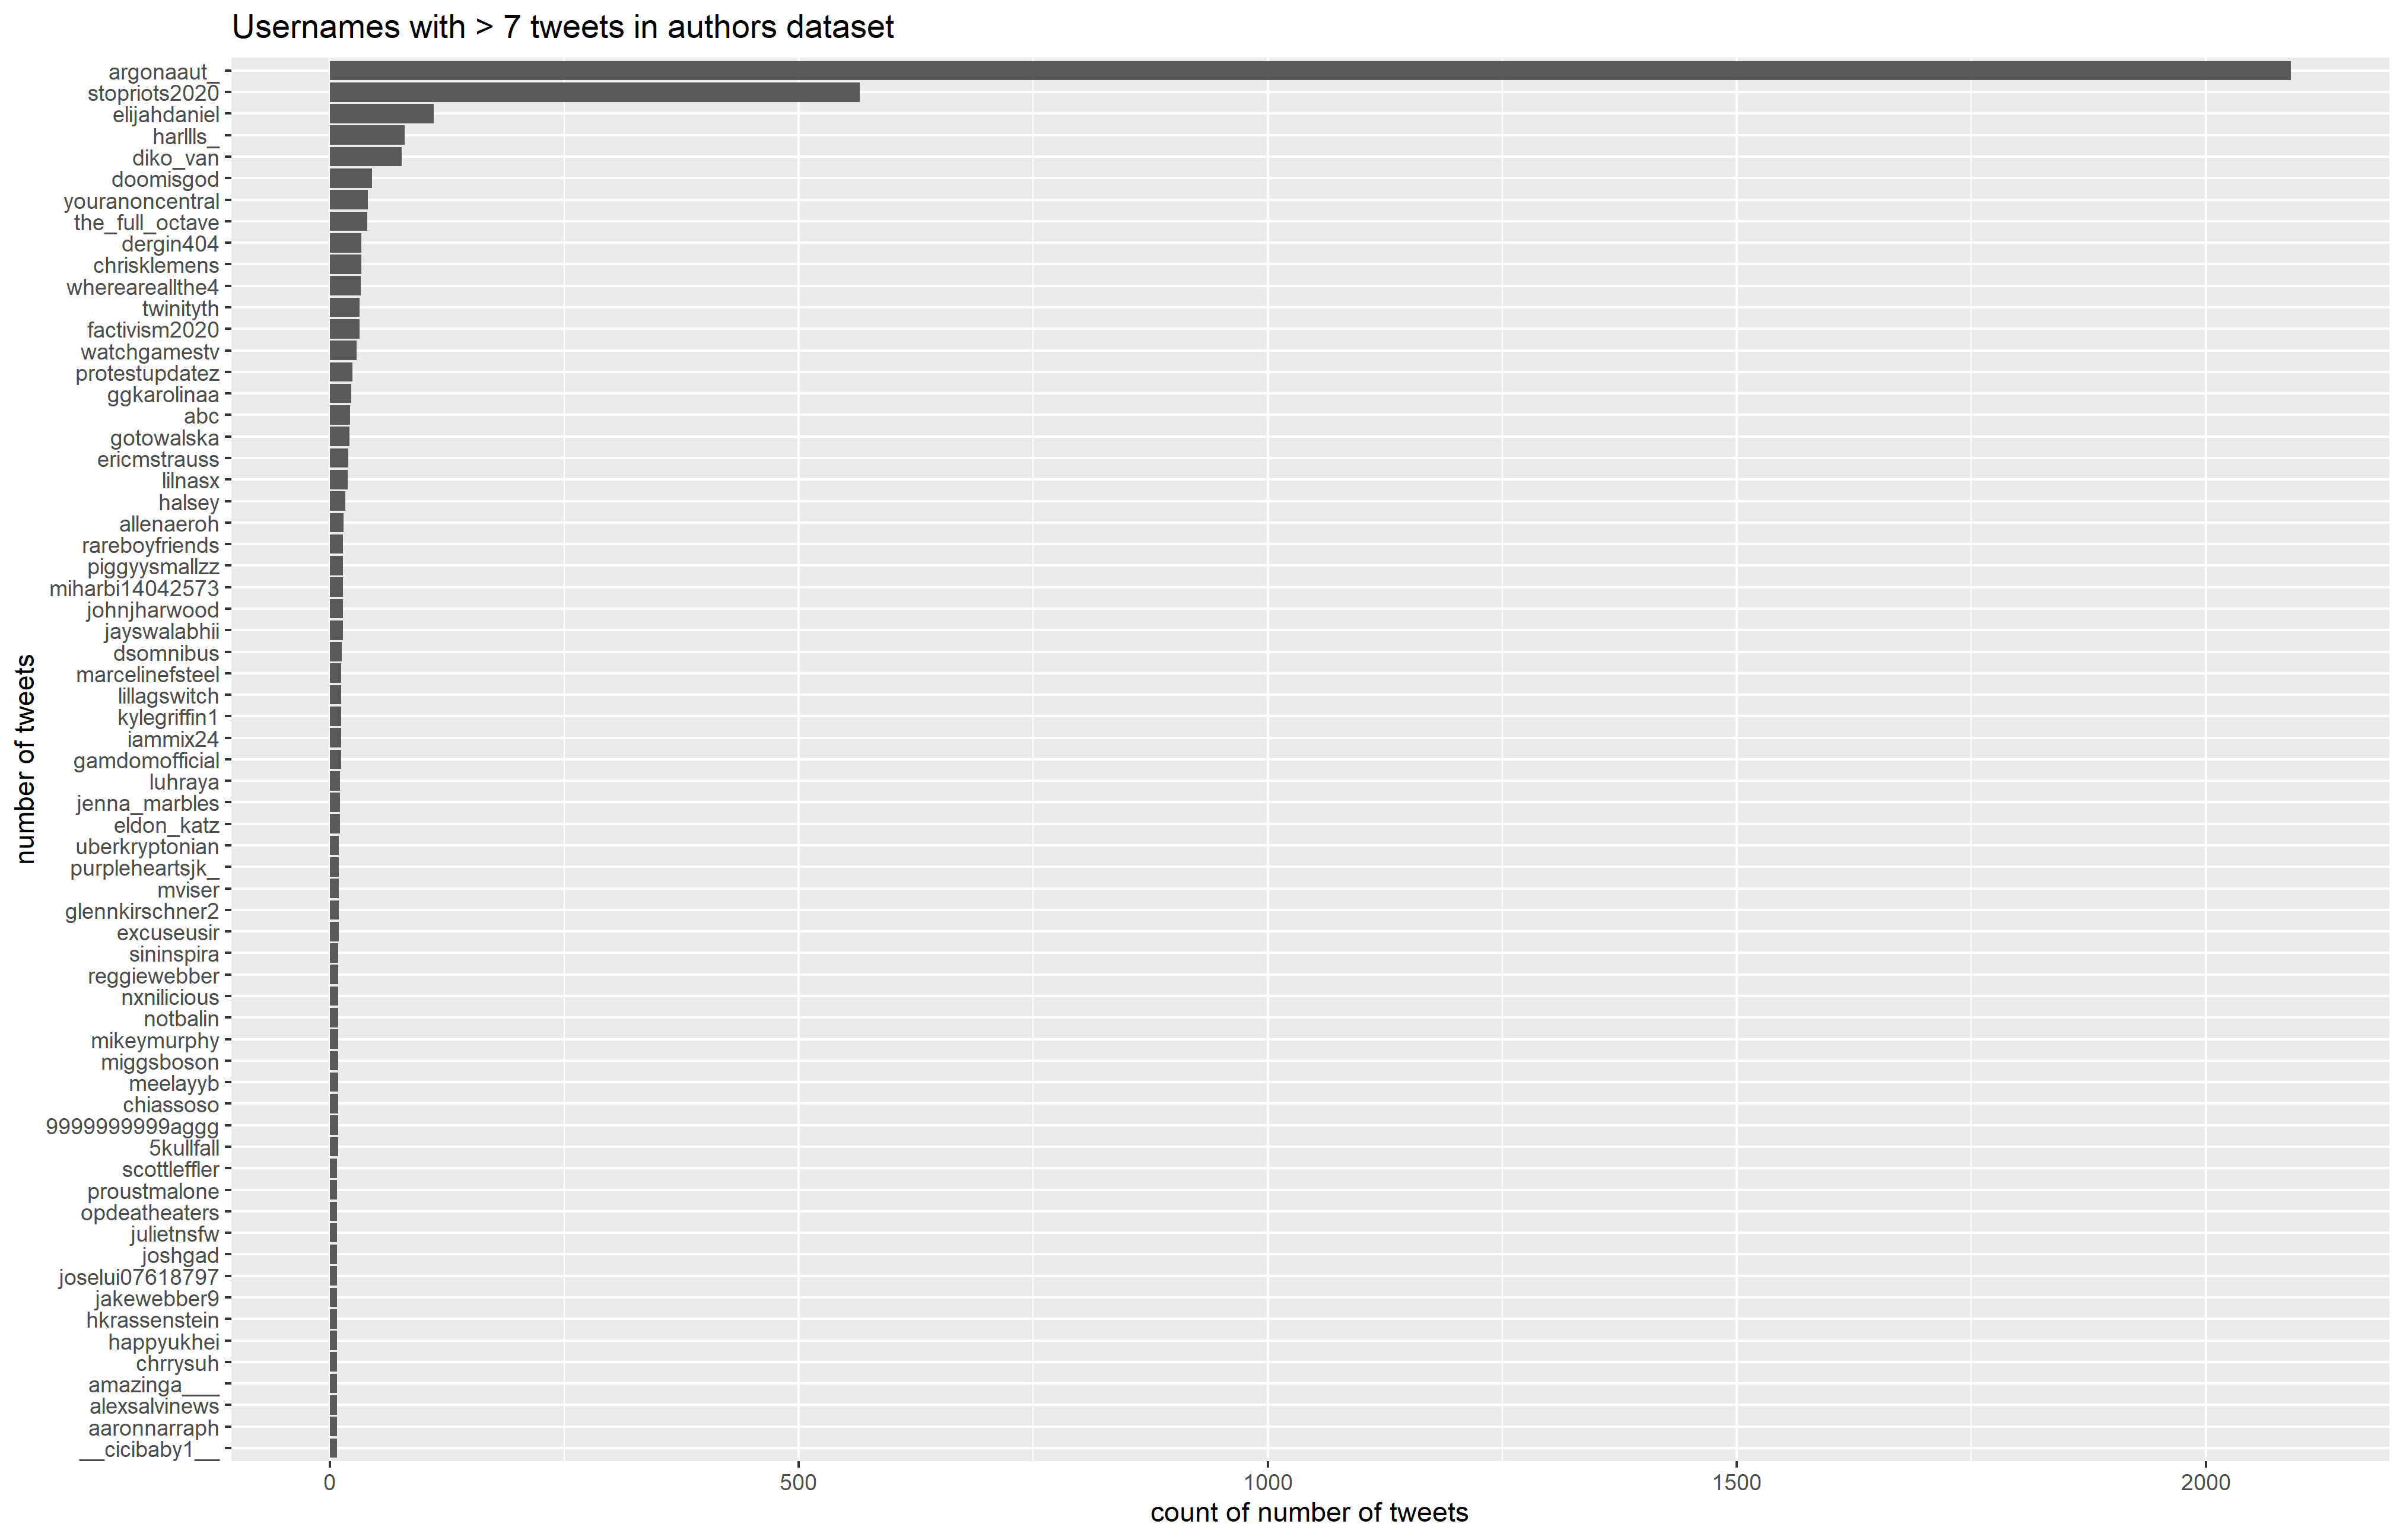 Usernames with > 7 tweets in authors dataset
argonaaut_
stopriots2020
elijahdaniel
harllls_
diko_van
doomisgod
youranoncentral
the_full_octave
dergin404
chrisklemens
whereareallthe4
twinityth
factivism2020
watchgamestv
protestupdatez
ggkarolinaa
abc
gotowalska
ericmstrauss
lilnasx
halsey
allenaeroh
rareboyfriends
piggyysmallzz
miharbi14042573
johnjharwood
jayswalabhii
dsomnibus
marcelinefsteel
lillagswitch
kylegriffin1
iammix24
gamdomofficial
luhraya
jenna_marbles
eldon_katz
uberkryptonian
purpleheartsjk_
mviser
glennkirschner2
excuseusir
sininspira
reggiewebber
nxnilicious
notbalin
mikeymurphy
miggsboson
meelayyb
chiassoso
9999999999aggg
5kullfall
scottleffler
proustmalone
opdeatheaters
julietnsfw
joshgad
joselui07618797
jakewebber9
hkrassenstein
happyukhei
chrrysuh
amazinga___
alexsalvinews
aaronnarraph
__cicibaby1__
number of tweets
0 500 1000 1500 2000
count of number of tweets